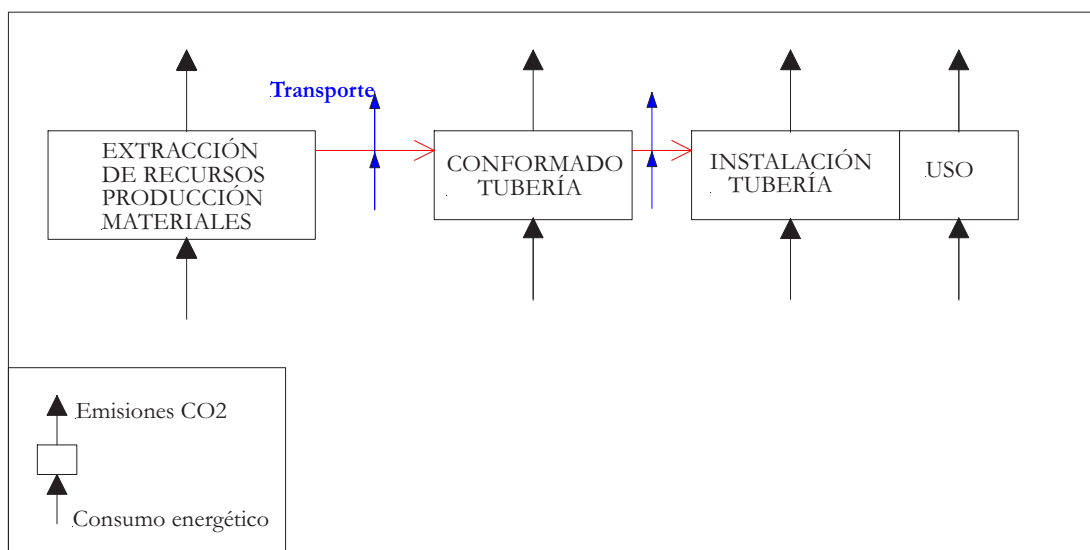 Transporte
EXTRACCIÓN
DE RECURSOS
PRODUCCIÓN
MATERIALES
CONFORMADO
TUBERÍA
INSTALACIÓN
TUBERÍA
USO
Emisiones CO2
Consumo energético